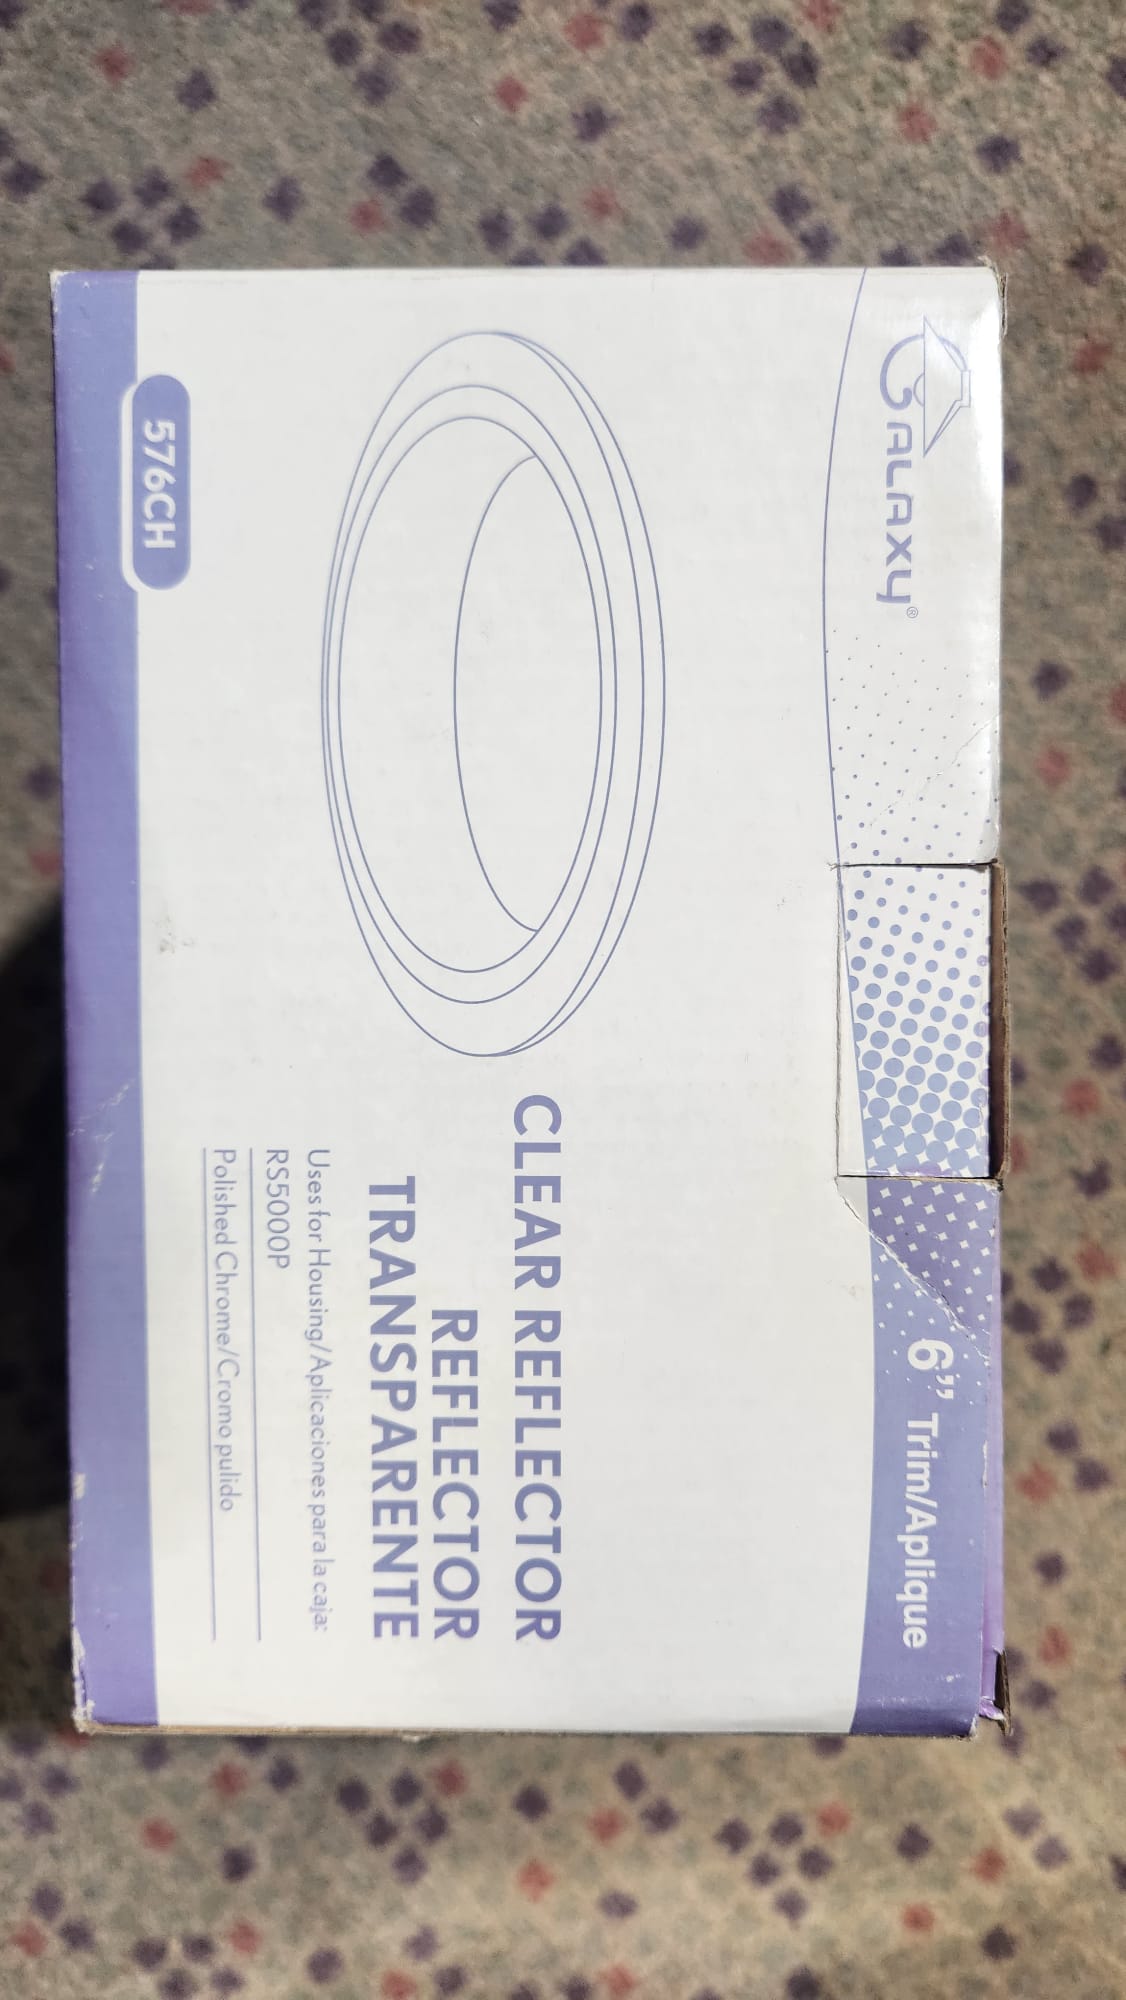 GALAXY®
6” Trim/Aplique
CLEAR REFLECTOR
REFLECTOR
TRANSPARENTE
Uses for Housing/Aplicaciones para la caja:
RS5000P
Polished Chrome/Cromo pulido
576CH